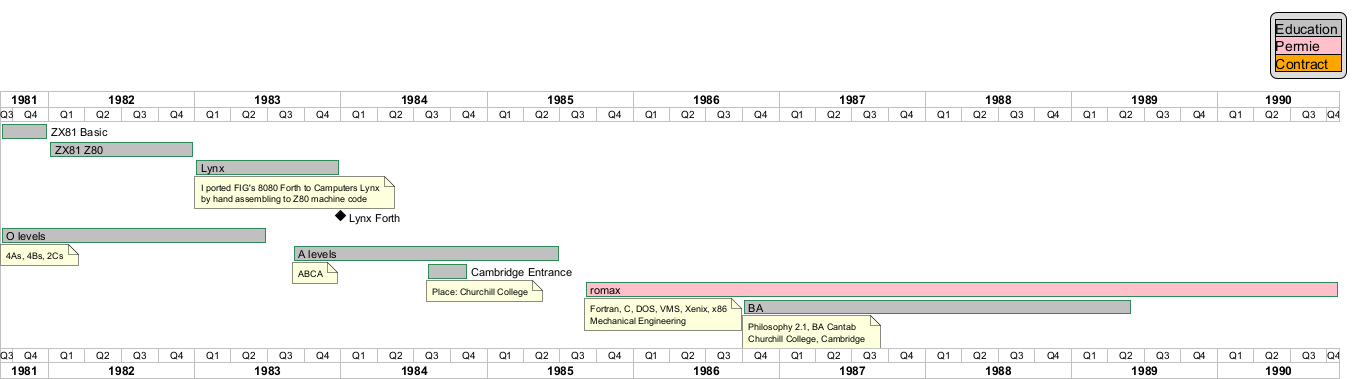 Education
Permie
Contract
1981 1982 1983 1984 1985 1986 1987 1988 1989 1990
Q3 Q4 Q1 Q2 Q3 Q4 Q1 Q2 Q3 Q4 Q1 Q2 Q3 Q4 Q1 Q2 Q3 Q4 Q1 Q2 Q3 Q4 Q1 Q2 Q3 Q4 Q1 Q2 Q3 Q4 Q1 Q2 Q3 Q4 Q1 Q2 Q3 Q4
ZX81 Basic
ZX81 Z80
Lynx
I ported FIG's 8080 Forth to Camputers Lynx
by hand assembling to Z80 machine code
Lynx Forth
O levels
4As, 4Bs, 2Cs
A levels
ABCA
Cambridge Entrance
Place: Churchill College
romax
Fortran, C, DOS, VMS, Xenix, x86
Mechanical Engineering
BA
Philosophy 2.1, BA Cantab
Churchill College, Cambridge
Q3 Q4 Q1 Q2 Q3 Q4 Q1 Q2 Q3 Q4 Q1 Q2 Q3 Q4 Q1 Q2 Q3 Q4 Q1 Q2 Q3 Q4 Q1 Q2 Q3 Q4 Q1 Q2 Q3 Q4 Q1 Q2 Q3 Q4 Q1 Q2 Q3 Q4
1981 1982 1983 1984 1985 1986 1987 1988 1989 1990